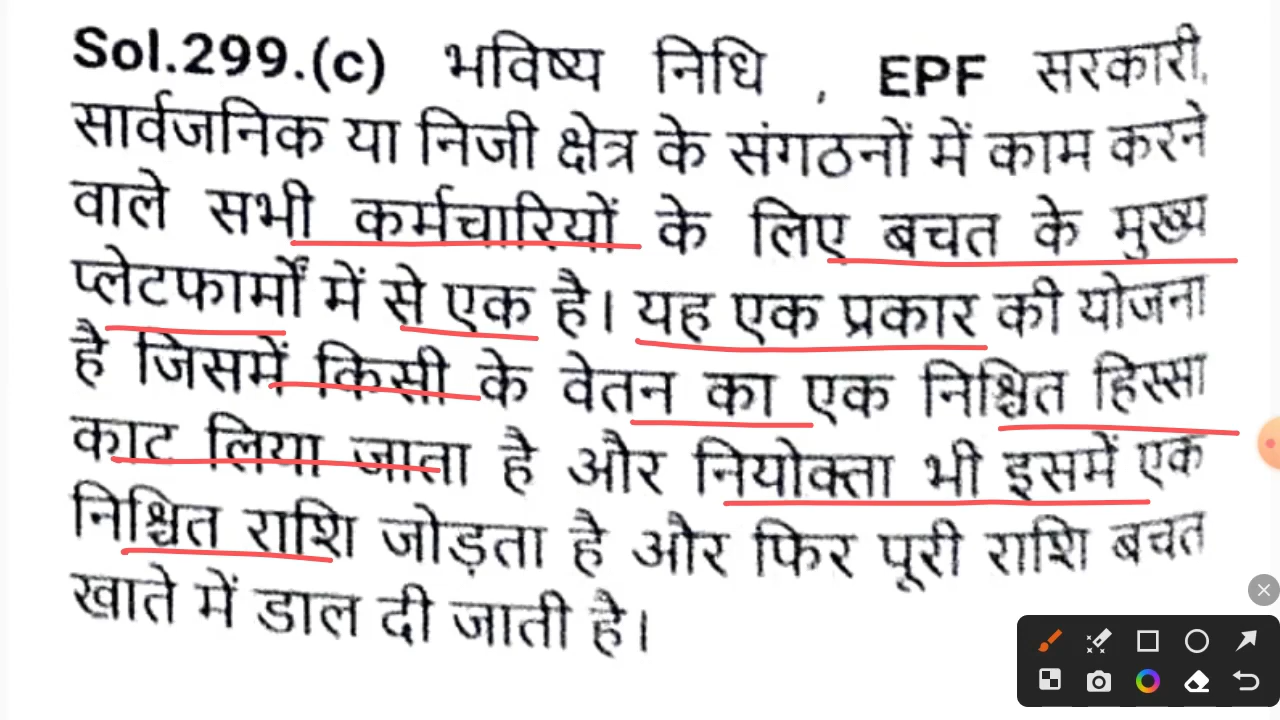 Sol.299.(c) भविष्य निधि , EPF सरकारी,
सार्वजनिक या निजी क्षेत्र के संगठनों में काम करने
वाले सभी कर्मचारियों के लिए बचत के मुख्य
प्लेटफार्मों में से एक है। यह एक प्रकार की योजना
है जिसमें किसी के वेतन का एक निश्चित हिस्सा
काट लिया जाता है और नियोक्ता भी इसमें एक
निश्चित राशि जोड़ता है और फिर पूरी राशि बचत
खाते में डाल दी जाती है।